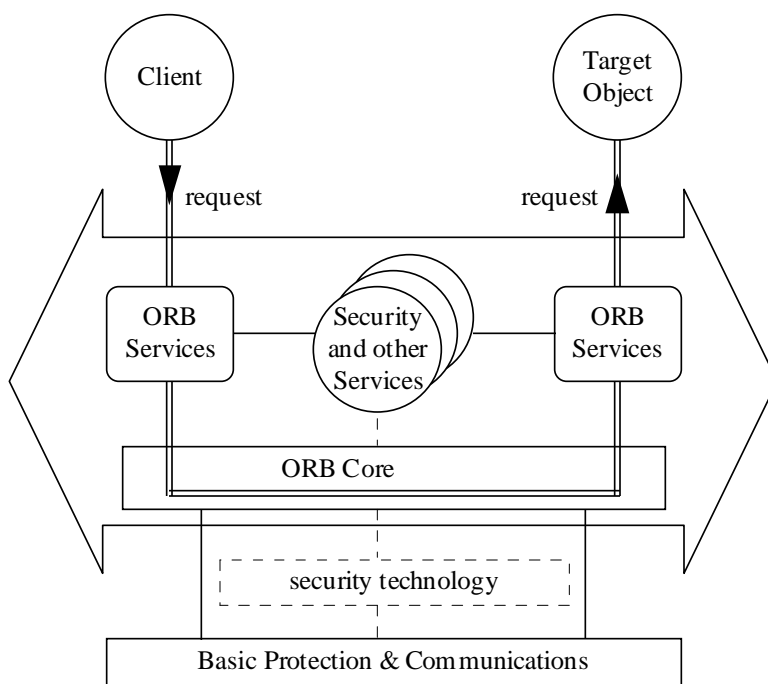 Client
Target
Object
request
request
ORB
Services
Security
and other
Services
ORB
Services
ORB Core
security technology
Basic Protection & Communications